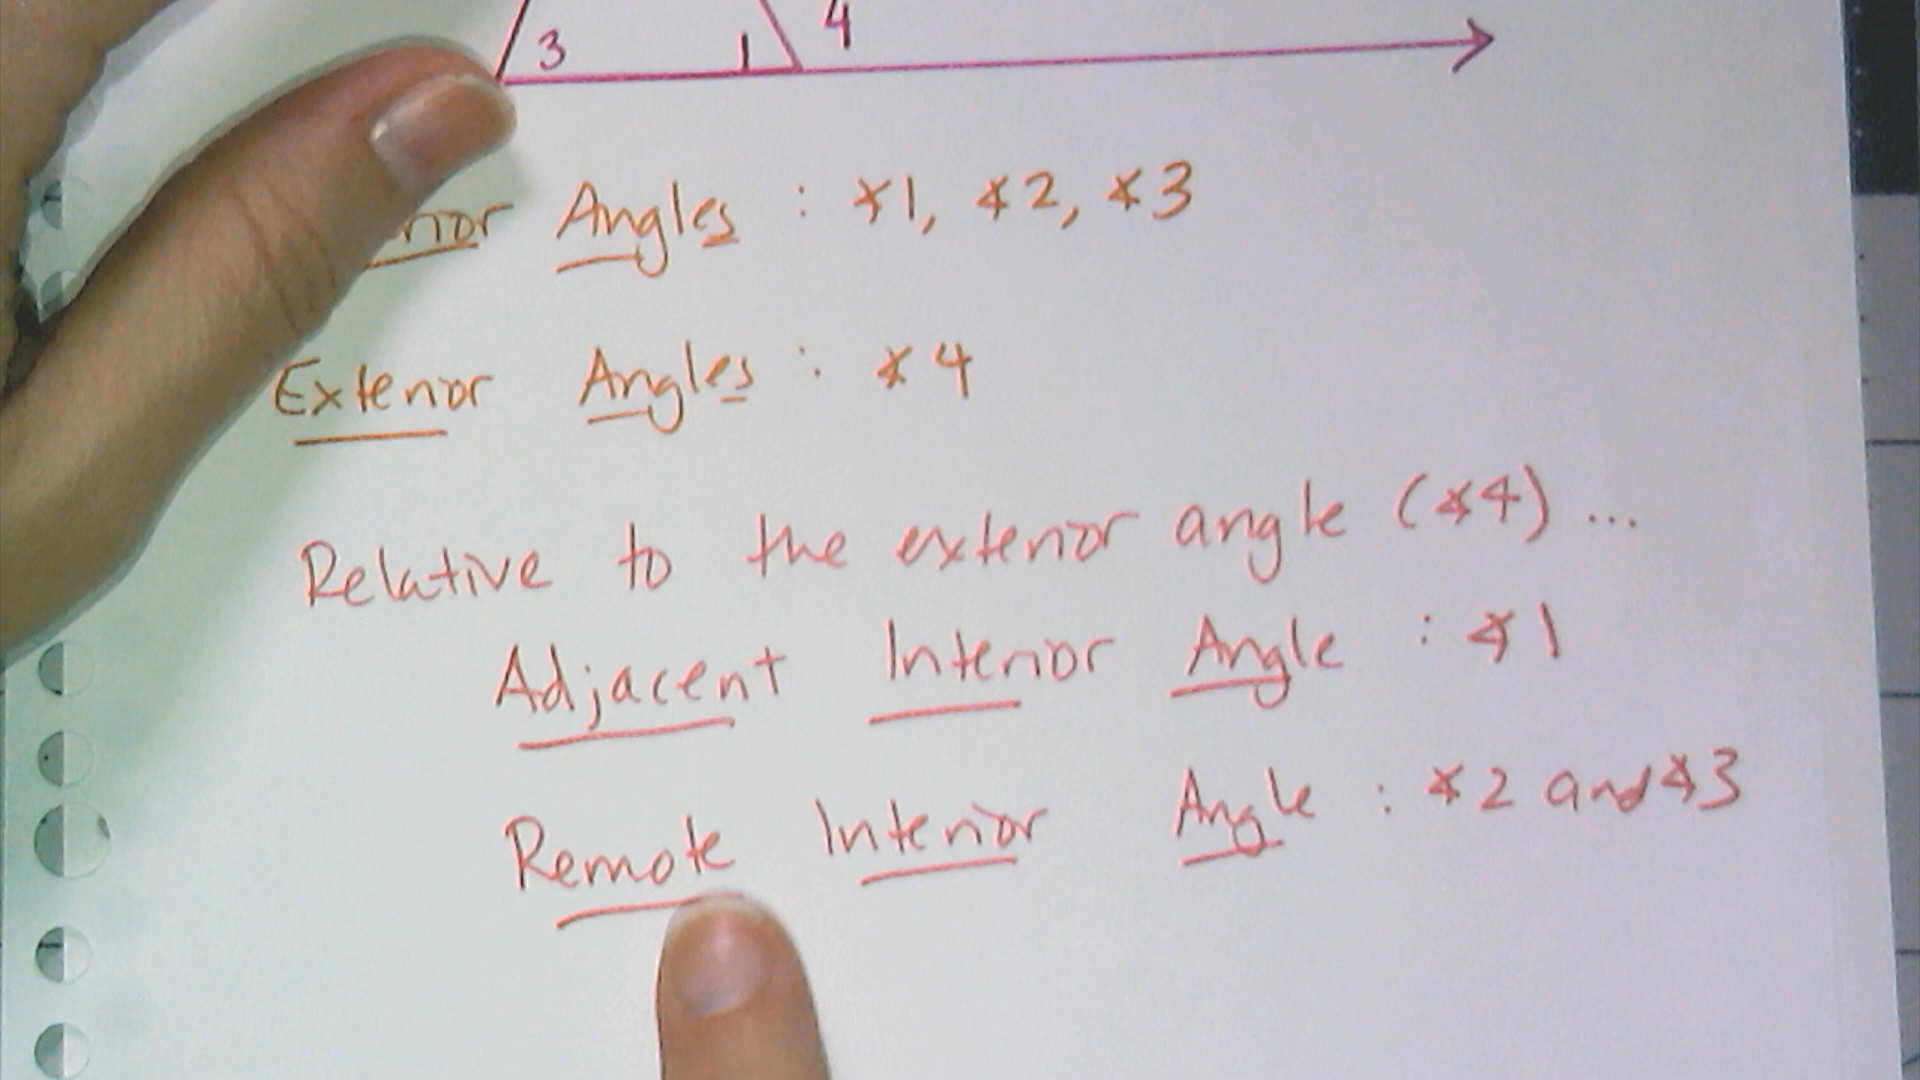 3 1 4
Angles : ∡1, ∡2, ∡3
Exterior Angles : ∡4
Relative to the exterior angle (∡4) ...
Adjacent Interior Angle : ∡1
Remote Interior Angle : ∡2 and ∡3